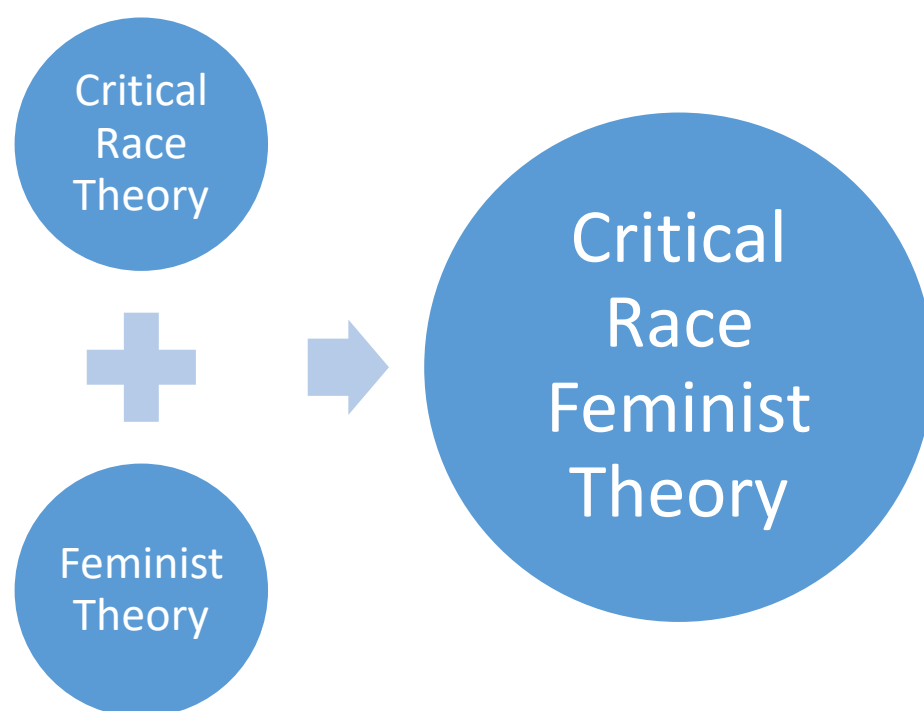 Critical
Race
Theory
Feminist
Theory
Critical
Race
Feminist
Theory